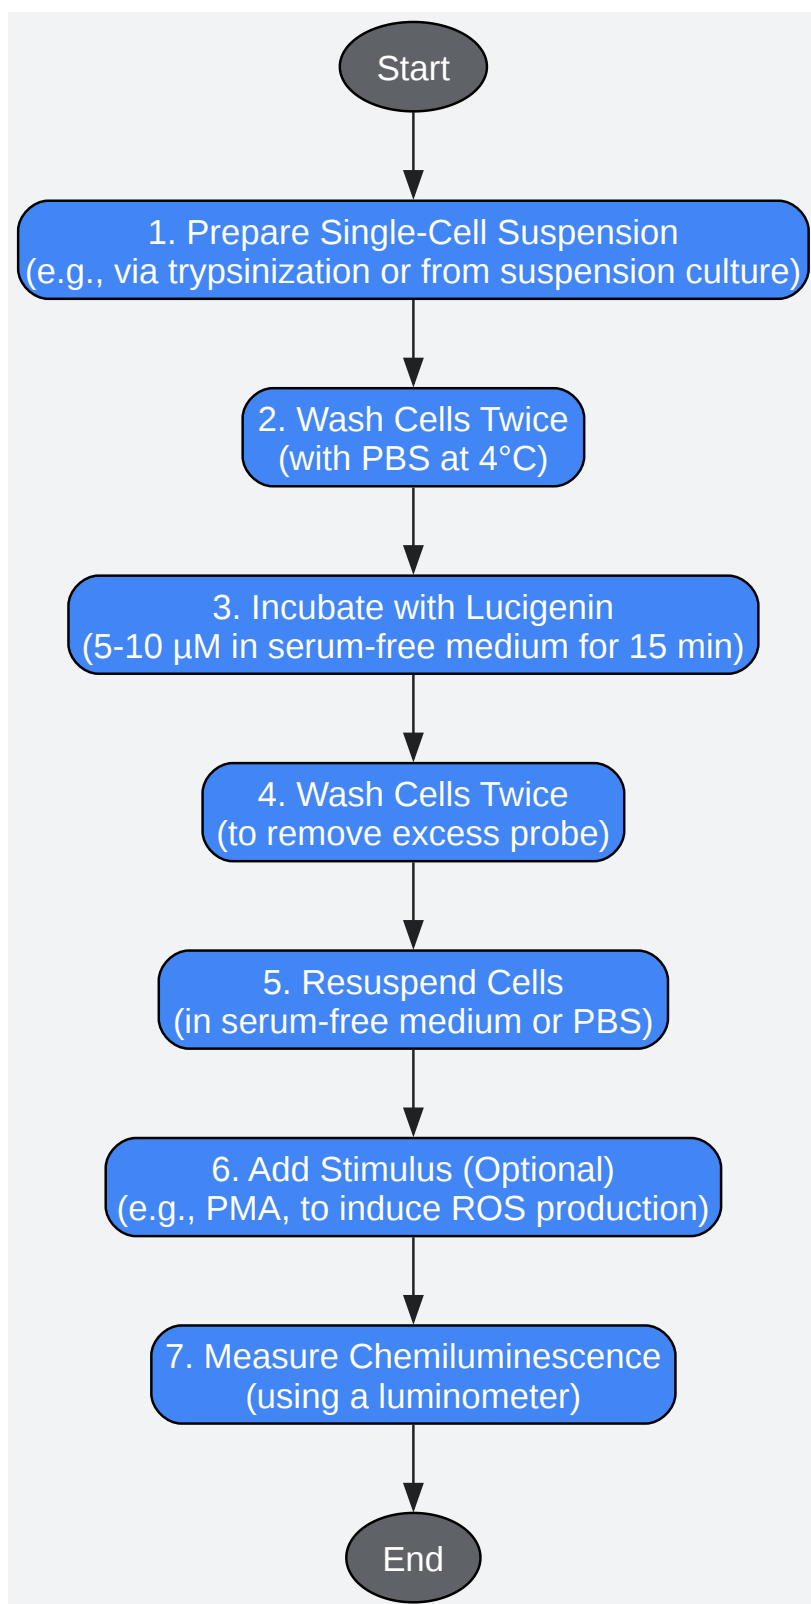 Start
1. Prepare Single-Cell Suspension
(e.g., via trypsinization or from suspension culture)
2. Wash Cells Twice
(with PBS at 4°C)
3. Incubate with Lucigenin
(5-10 µM in serum-free medium for 15 min)
4. Wash Cells Twice
(to remove excess probe)
5. Resuspend Cells
(in serum-free medium or PBS)
6. Add Stimulus (Optional)
(e.g., PMA, to induce ROS production)
7. Measure Chemiluminescence
(using a luminometer)
End